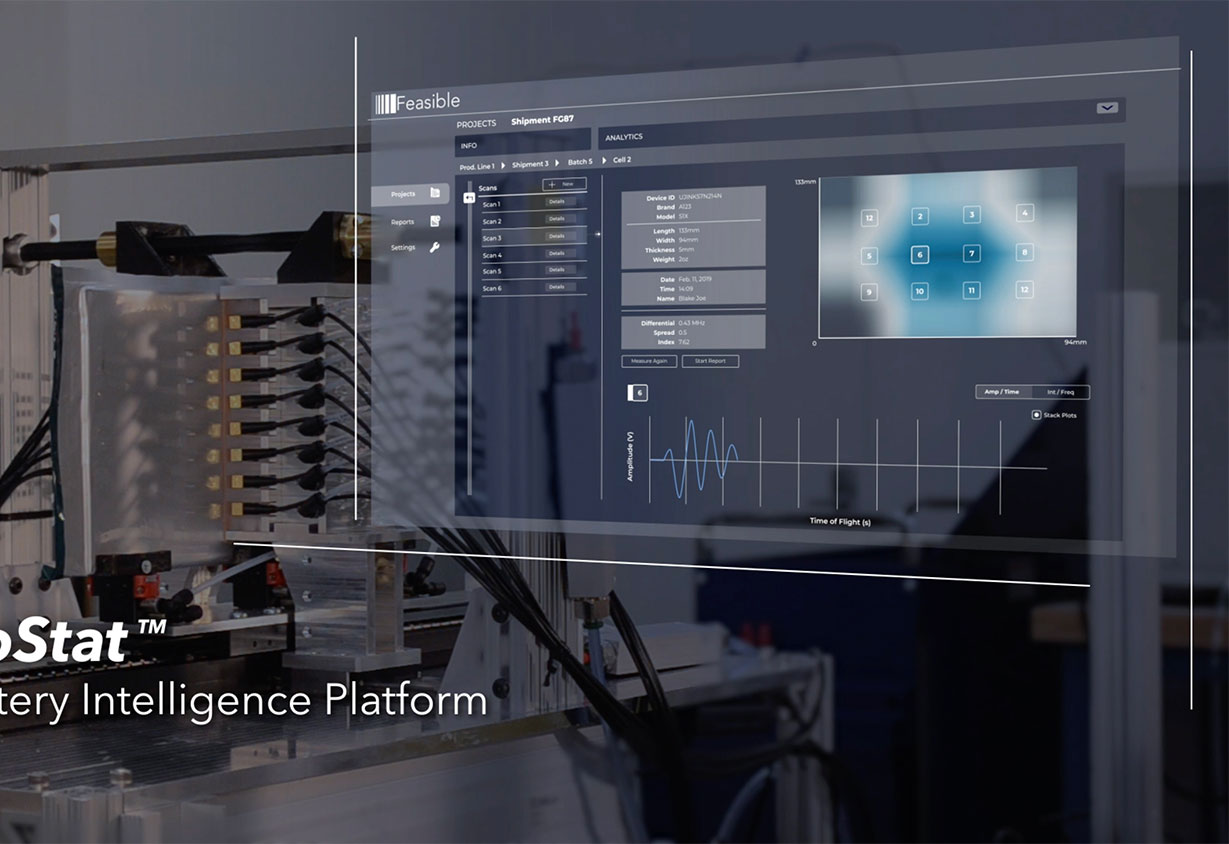 Feasible
PROJECTS Shipment FG87
INFO
ANALYTICS
Prod. Line 1 Shipment 3 Batch 5 Cell 2
Projects
Reports
Settings
Scans
New
Scan 1 Details
Scan 2 Details
Scan 3 Details
Scan 4 Details
Scan 5 Details
Scan 6 Details
Device ID
Brand A123
Model
Length 133mm
Width 94mm
Thickness 5mm
Weight 2oz
Date Feb. 11, 2019
Time 14:09
Name Blake Joe
Differential 0.43 MHz
Spread 0.5
Index 7.62
Measure Again Start Report
133mm
12 2 3 4
5 6 7 8
9 10 11 12
0 94mm
6
Amp / Time Int / Freq
Stack Plots
Amplitude (V)
Time of Flight (s)
oStat™
tery Intelligence Platform